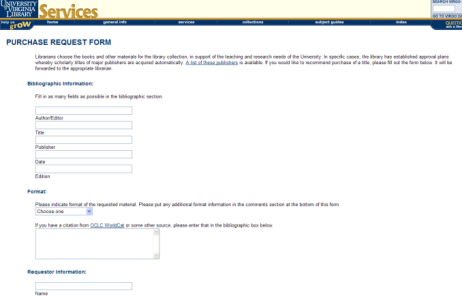 UNIVERSITY
of VIRGINIA
LIBRARY
Services
SEARCH VIRGO
GO TO VIRGO
help us
grow
home
general info
services
collections
subject guides
index
PURCHASE REQUEST FORM
Librarians choose the books and other materials for the library collection, in support of the teaching and research needs of the University. In specific cases, the library has established approval plans
whereby scholarly titles of major publishers are acquired automatically. A list of these publishers is available. If you would like to recommend purchase of a title, please fill out the form below. It will be
forwarded to the appropriate librarian.
Bibliographic Information:
Fill in as many fields as possible in the bibliographic section.
Author/Editor
Title
Publisher
Date
Edition
Format:
Please indicate format of the requested material. Please put any additional format information in the comments section at the bottom of this form.
Choose one
If you have a citation from OCLC WorldCat or some other source, please enter that in the bibliographic box below.
Requestor Information:
Name